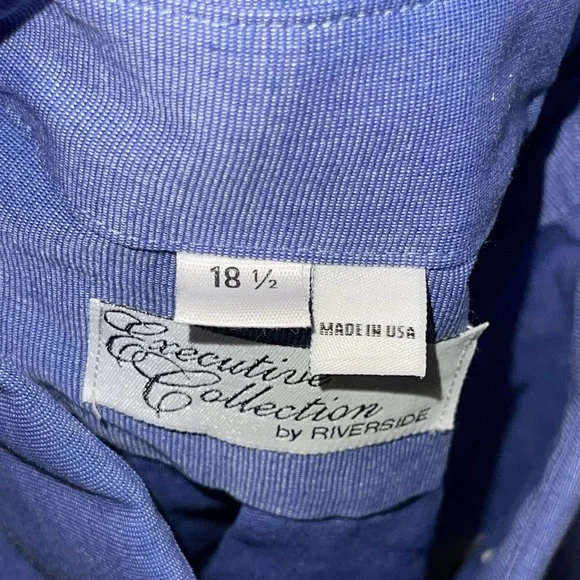 18 ½
MADE IN USA
Executive
Collection
by RIVERSIDE